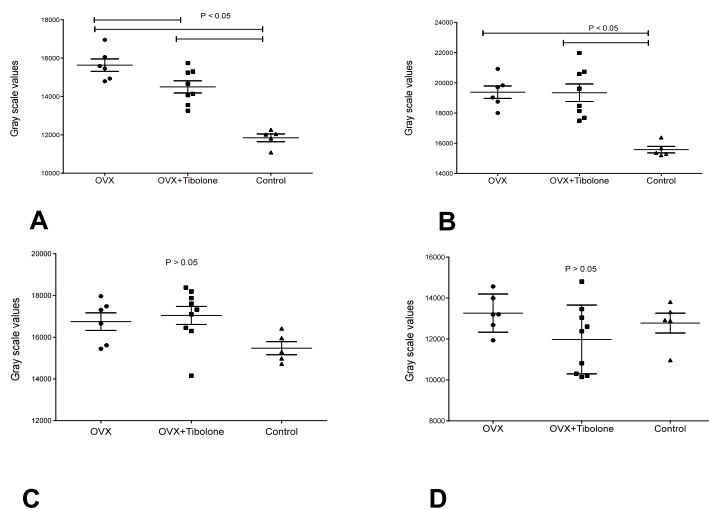 P < 0.05
18000
16000
14000
12000
10000
Gray scale values
OVX OVX+Tibolone Control
A
P < 0.05
24000
22000
20000
18000
16000
14000
Gray scale values
OVX OVX+Tibolone Control
B
P > 0.05
20000
18000
16000
14000
12000
Gray scale values
OVX OVX+Tibolone Control
C
P > 0.05
16000
14000
12000
10000
8000
Gray scale values
OVX OVX+Tibolone Control
D